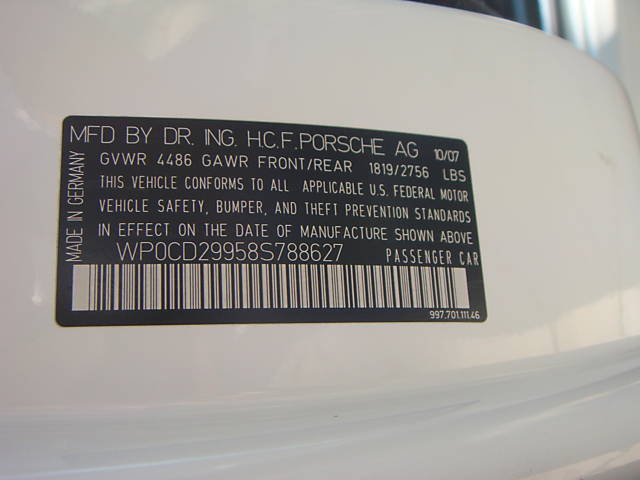 MFD BY DR. ING. H.C.F. PORSCHE AG 10/07
GVWR 4486 GAWR FRONT/REAR 1819/2756 LBS
THIS VEHICLE CONFORMS TO ALL APPLICABLE U.S. FEDERAL MOTOR
VEHICLE SAFETY, BUMPER, AND THEFT PREVENTION STANDARDS
IN EFFECT ON THE DATE OF MANUFACTURE SHOWN ABOVE
WP0CD29958S788627 PASSENGER CAR
997.701.111.46
MADE IN GERMANY